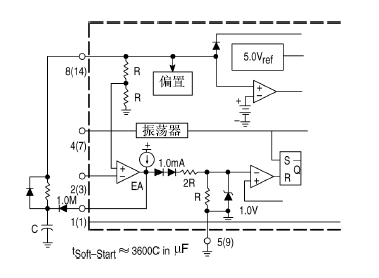 5.0Vref
8(14)
R
偏置
R
振荡器
4(7)
1.0mA
S
Q
R
2(3)
EA
2R
1.0M
R
1.0V
1(1)
C
5(9)
tSoft-Start ≈ 3600C in μF